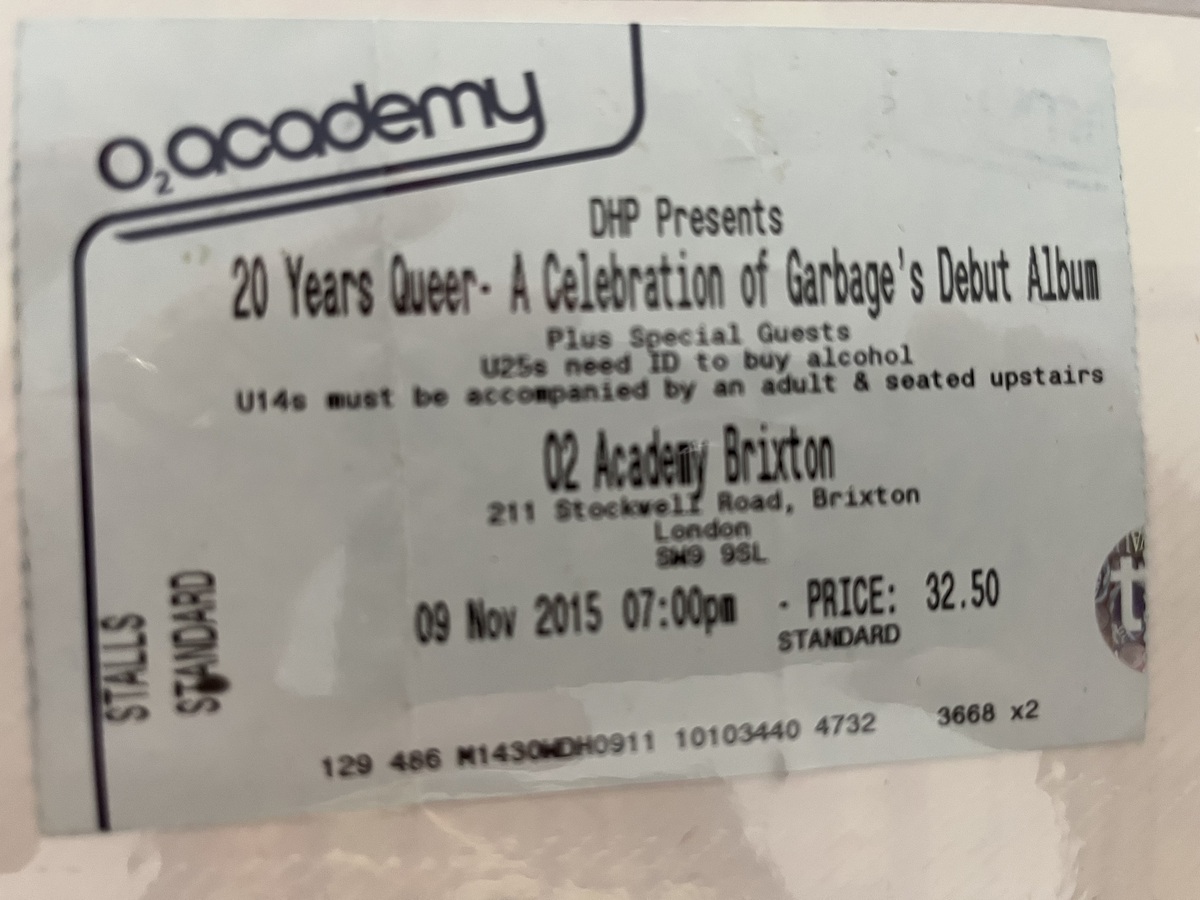 O2 academy
DHP Presents
20 Years Queer- A Celebration of Garbage's Debut Album
Plus Special Guests
U25s need ID to buy alcohol
U14s must be accompanied by an adult & seated upstairs
O2 Academy Brixton
211 Stockwell Road, Brixton
London
SW9 9SL
09 Nov 2015 07:00pm - PRICE: 32.50
STANDARD
STALLS
STANDARD
129 486 M1430WDH0911 10103440 4732 3668 x2
t